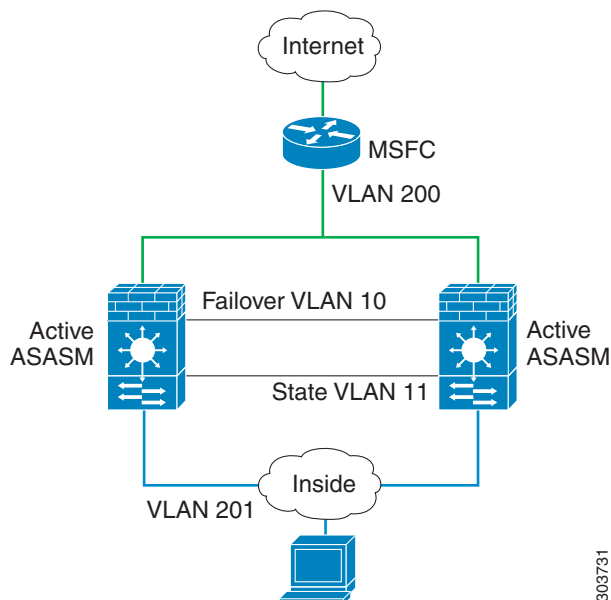 Internet
MSFC
VLAN 200
Failover VLAN 10
Active
ASASM
Active
ASASM
State VLAN 11
Inside
VLAN 201
303731